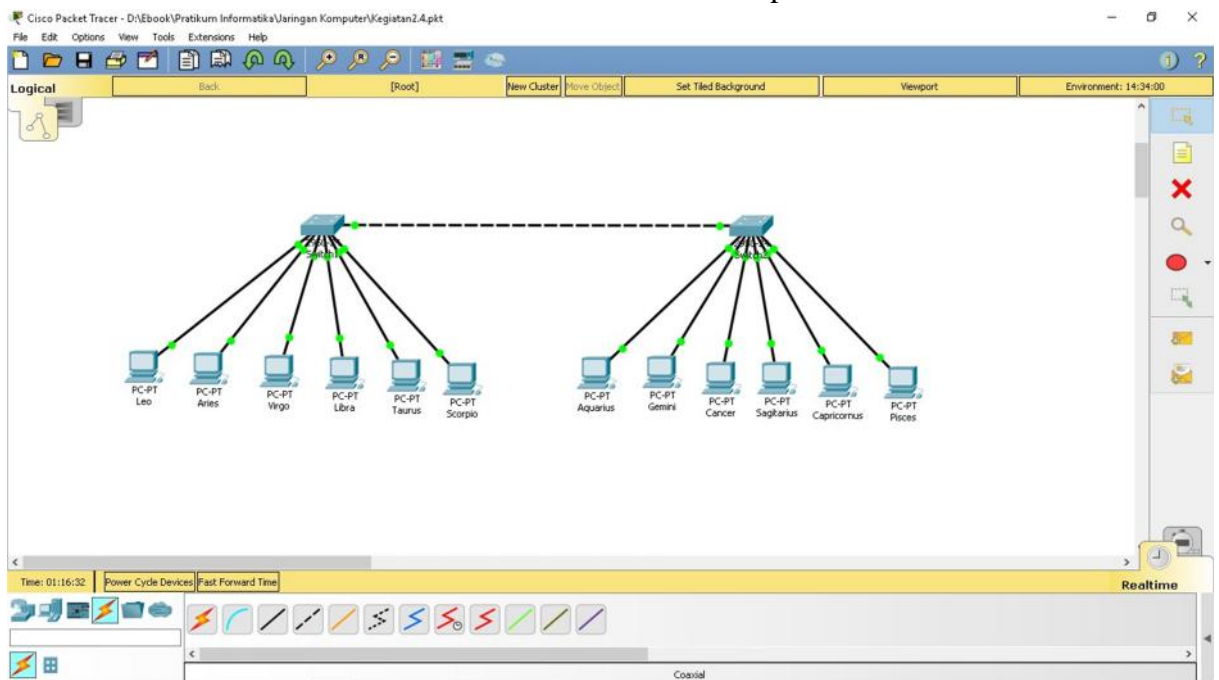 Cisco Packet Tracer - D:\Ebook\Pratikum Informatika\Jaringan Komputer\Kegiatan2.4.pkt
File Edit Options View Tools Extensions Help
Logical Back [Root] New Cluster Move Object Set Tiled Background Viewport Environment: 14:34:00
PC-PT
Leo
PC-PT
Aries
PC-PT
Virgo
PC-PT
Libra
PC-PT
Taurus
PC-PT
Scorpio
PC-PT
Aquarius
PC-PT
Gemini
PC-PT
Cancer
PC-PT
Sagitarius
PC-PT
Capricornus
PC-PT
Pisces
Time: 01:16:32 Power Cycle Devices Fast Forward Time Realtime
Coaxial